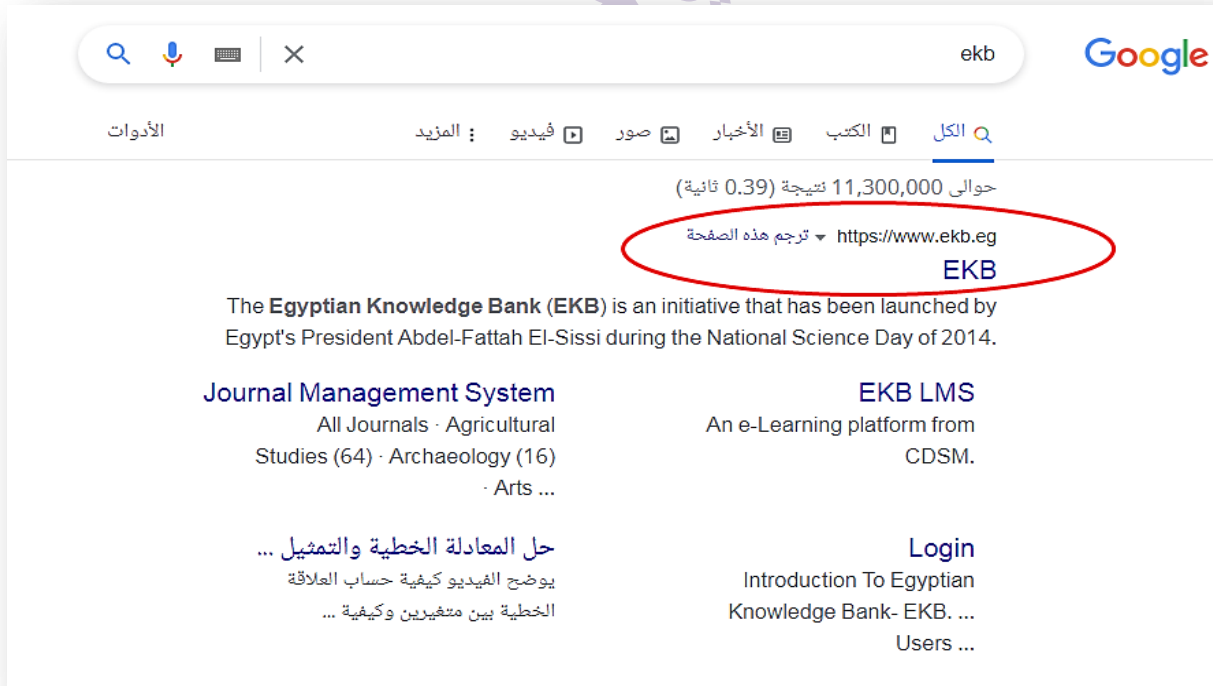 Google
ekb
الكل
الكتب
الأخبار
صور
فيديو
المزيد
الأدوات
حوالى 11,300,000 نتيجة (0.39 ثانية)
https://www.ekb.eg ترجم هذه الصفحة
EKB
The Egyptian Knowledge Bank (EKB) is an initiative that has been launched by
Egypt's President Abdel-Fattah El-Sissi during the National Science Day of 2014.
EKB LMS
An e-Learning platform from
CDSM.
Journal Management System
All Journals · Agricultural
Studies (64) · Archaeology (16)
· Arts ...
Login
Introduction To Egyptian
Knowledge Bank- EKB. ...
Users ...
حل المعادلة الخطية والتمثيل ...
يوضح الفيديو كيفية حساب العلاقة
الخطية بين متغيرين وكيفية ...